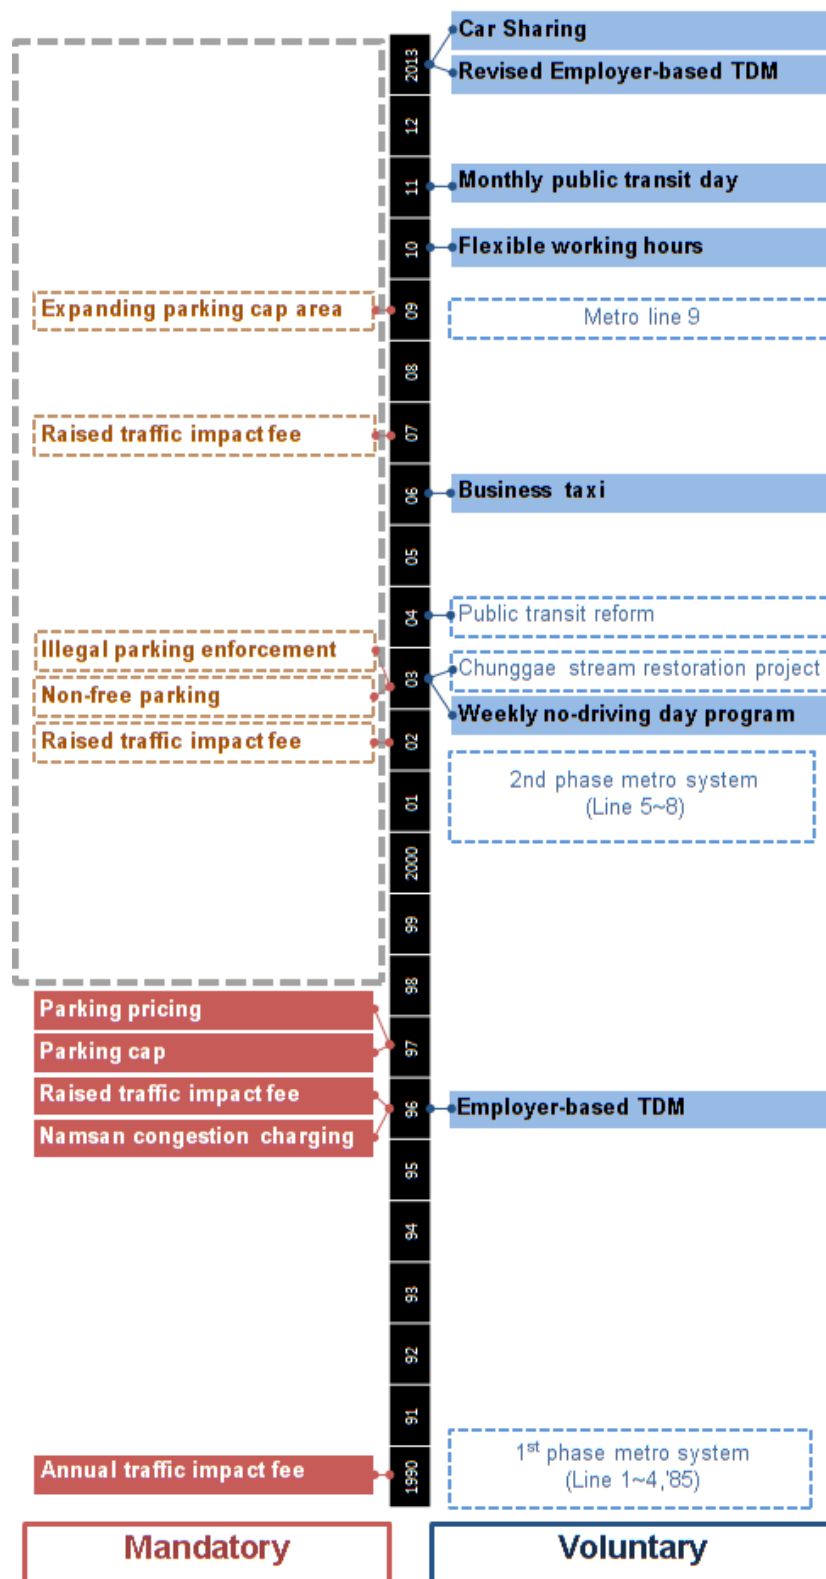 Car Sharing
2013
Revised Employer-based TDM
12
11
Monthly public transit day
10
Flexible working hours
Expanding parking cap area
09
Metro line 9
08
Raised traffic impact fee
07
06
Business taxi
05
04
Public transit reform
Illegal parking enforcement
Chunggae stream restoration project
03
Non-free parking
Weekly no-driving day program
Raised traffic impact fee
02
2nd phase metro system
(Line 5~8)
01
2000
99
98
Parking pricing
97
Parking cap
Raised traffic impact fee
96
Employer-based TDM
Namsan congestion charging
95
94
93
92
91
1st phase metro system
(Line 1~4,'85)
Annual traffic impact fee
1990
Mandatory
Voluntary